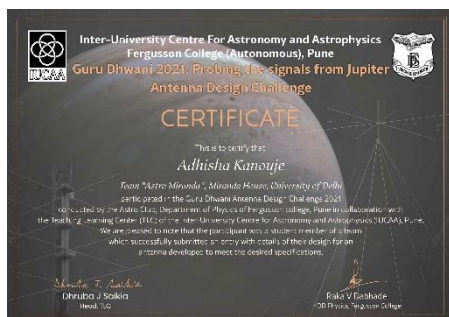 Inter-University Centre For Astronomy and Astrophysics
Fergusson College (Autonomous), Pune
IUCAA
Guru Dhwani 2021: Probing the signals from Jupiter
Antenna Design Challenge
CERTIFICATE
This is to certify that
Adhisha Kanouje
Team "Astro Miranda", Miranda House, University of Delhi
participated in the Guru Dhwani Antenna Design Challenge 2021
conducted by the Astro Club, Department of Physics of Fergusson college, Pune in collaboration with
the Teaching Learning Center (TLC) of the Inter-University Centre for Astronomy and Astrophysics (IUCAA), Pune.
We are pleased to note that the participant was a student member of a team
which successfully submitted an entry with details of their design for an
antenna developed to meet the desired specifications.
Dhruba J. Saikia
Dhruba J Saikia
Head, TLC
Raka V Dabhade
HOD Physics, Fergusson College